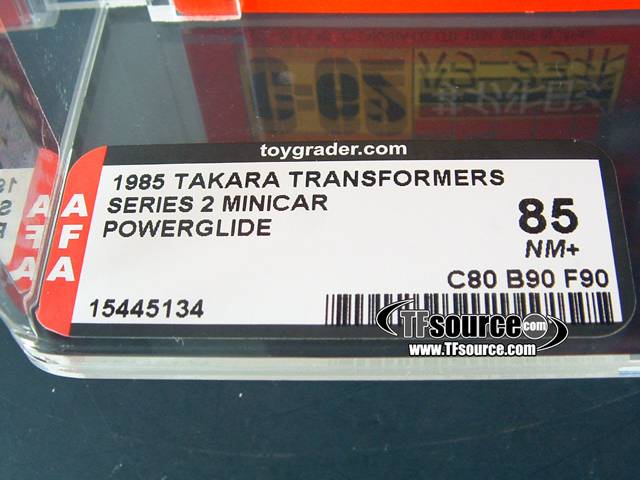 toygrader.com
AFA
1985 TAKARA TRANSFORMERS
SERIES 2 MINICAR
POWERGLIDE
85
NM+
C80 B90 F90
15445134
TFsource.com
www.TFsource.com